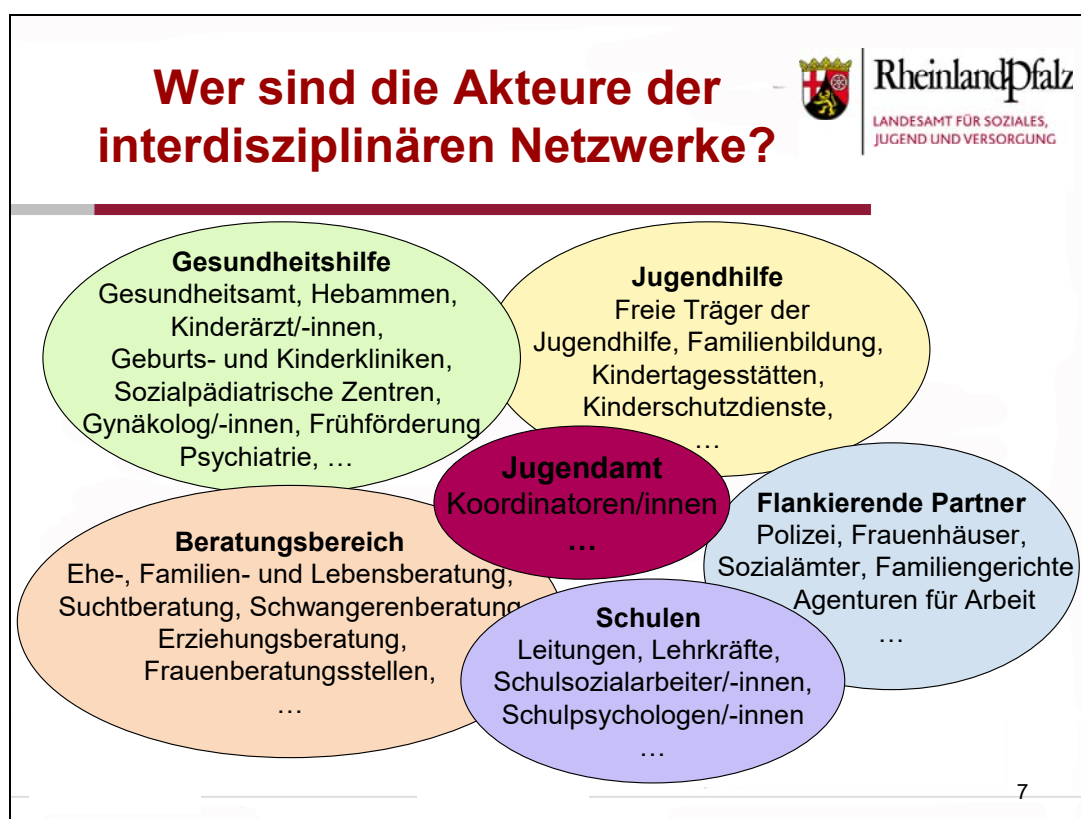 Wer sind die Akteure der
interdisziplinären Netzwerke?
RheinlandPfalz
LANDESAMT FÜR SOZIALES,
JUGEND UND VERSORGUNG
Gesundheitshilfe
Gesundheitsamt, Hebammen,
Kinderärzt/-innen,
Geburts- und Kinderkliniken,
Sozialpädiatrische Zentren,
Gynäkolog/-innen, Frühförderung
Psychiatrie, …
Jugendhilfe
Freie Träger der
Jugendhilfe, Familienbildung,
Kindertagesstätten,
Kinderschutzdienste,
…
Jugendamt
Koordinatoren/innen
…
Flankierende Partner
Polizei, Frauenhäuser,
Sozialämter, Familiengerichte
Agenturen für Arbeit
…
Beratungsbereich
Ehe-, Familien- und Lebensberatung,
Suchtberatung, Schwangerenberatung
Erziehungsberatung,
Frauenberatungsstellen,
…
Schulen
Leitungen, Lehrkräfte,
Schulsozialarbeiter/-innen,
Schulpsychologen/-innen
…
7